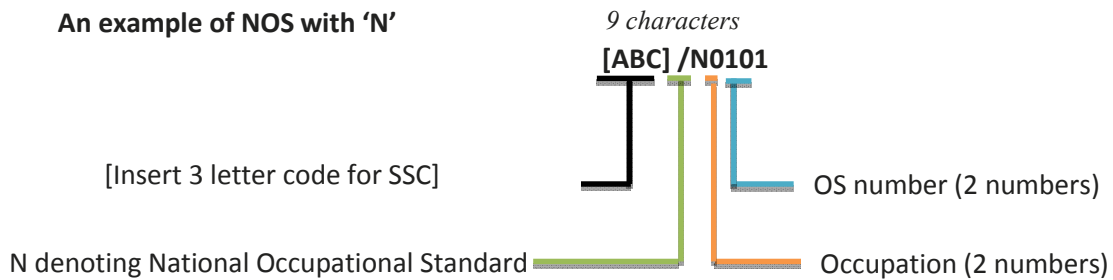 An example of NOS with ‘N’
9 characters
[ABC] /N0101
[Insert 3 letter code for SSC]
OS number (2 numbers)
N denoting National Occupational Standard
Occupation (2 numbers)